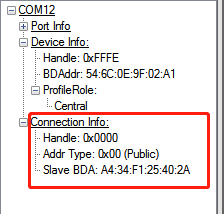 COM12
Port Info
Device Info:
Handle: 0xFFFE
BDAddr: 54:6C:0E:9F:02:A1
ProfileRole:
Central
Connection Info:
Handle: 0x0000
Addr Type: 0x00 (Public)
Slave BDA: A4:34:F1:25:40:2A